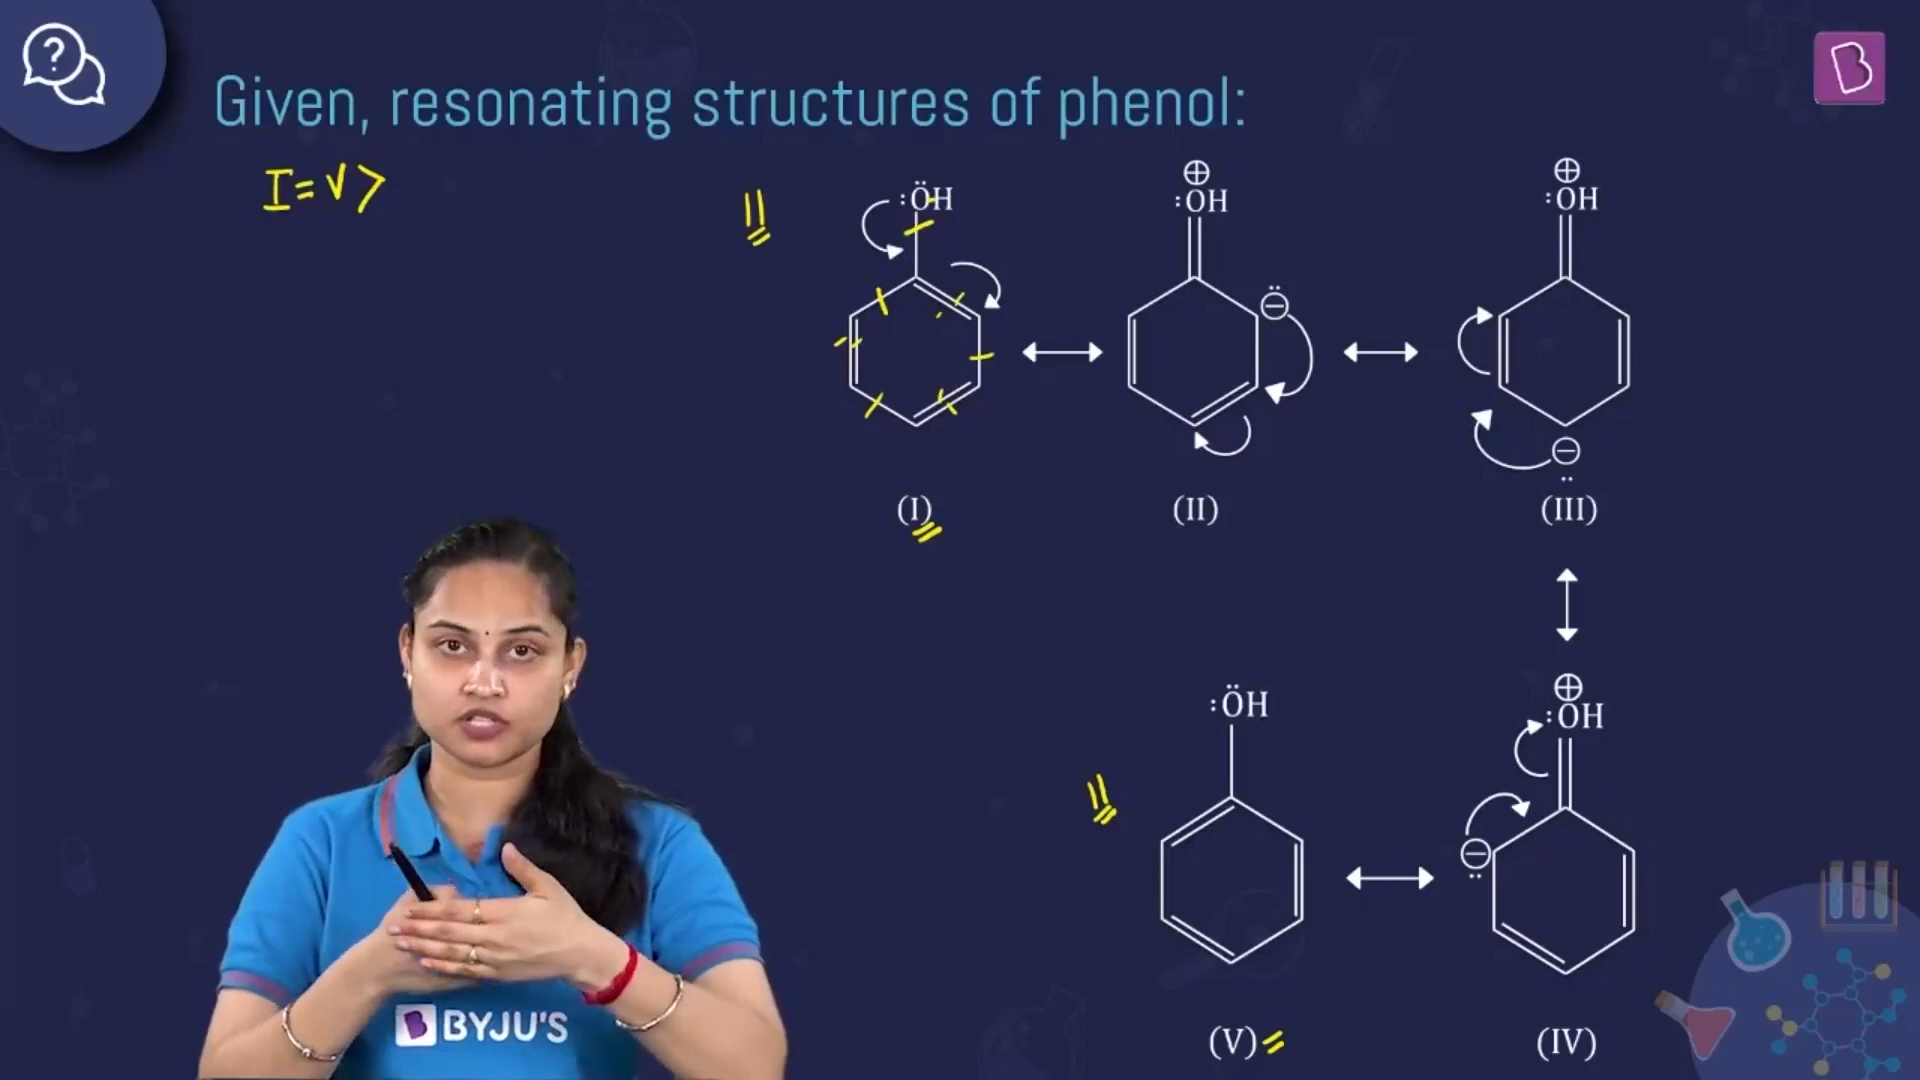 Given, resonating structures of phenol:
I = V >
:ÖH
⊕
:OH
⊕
:OH
⊖
⊖
(I)
(II)
(III)
:ÖH
⊕
:OH
⊖
(V)
(IV)
BYJU'S